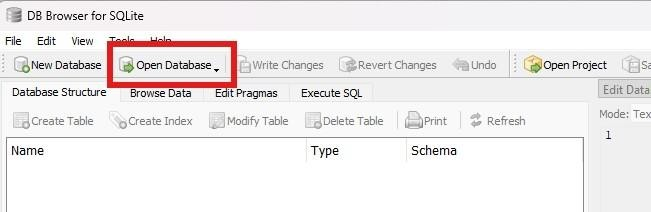 DB Browser for SQLite
File Edit View Tools Help
New Database Open Database Write Changes Revert Changes Undo Open Project
Database Structure Browse Data Edit Pragmas Execute SQL Edit Data
Create Table Create Index Modify Table Delete Table Print Refresh Mode:
Name Type Schema 1